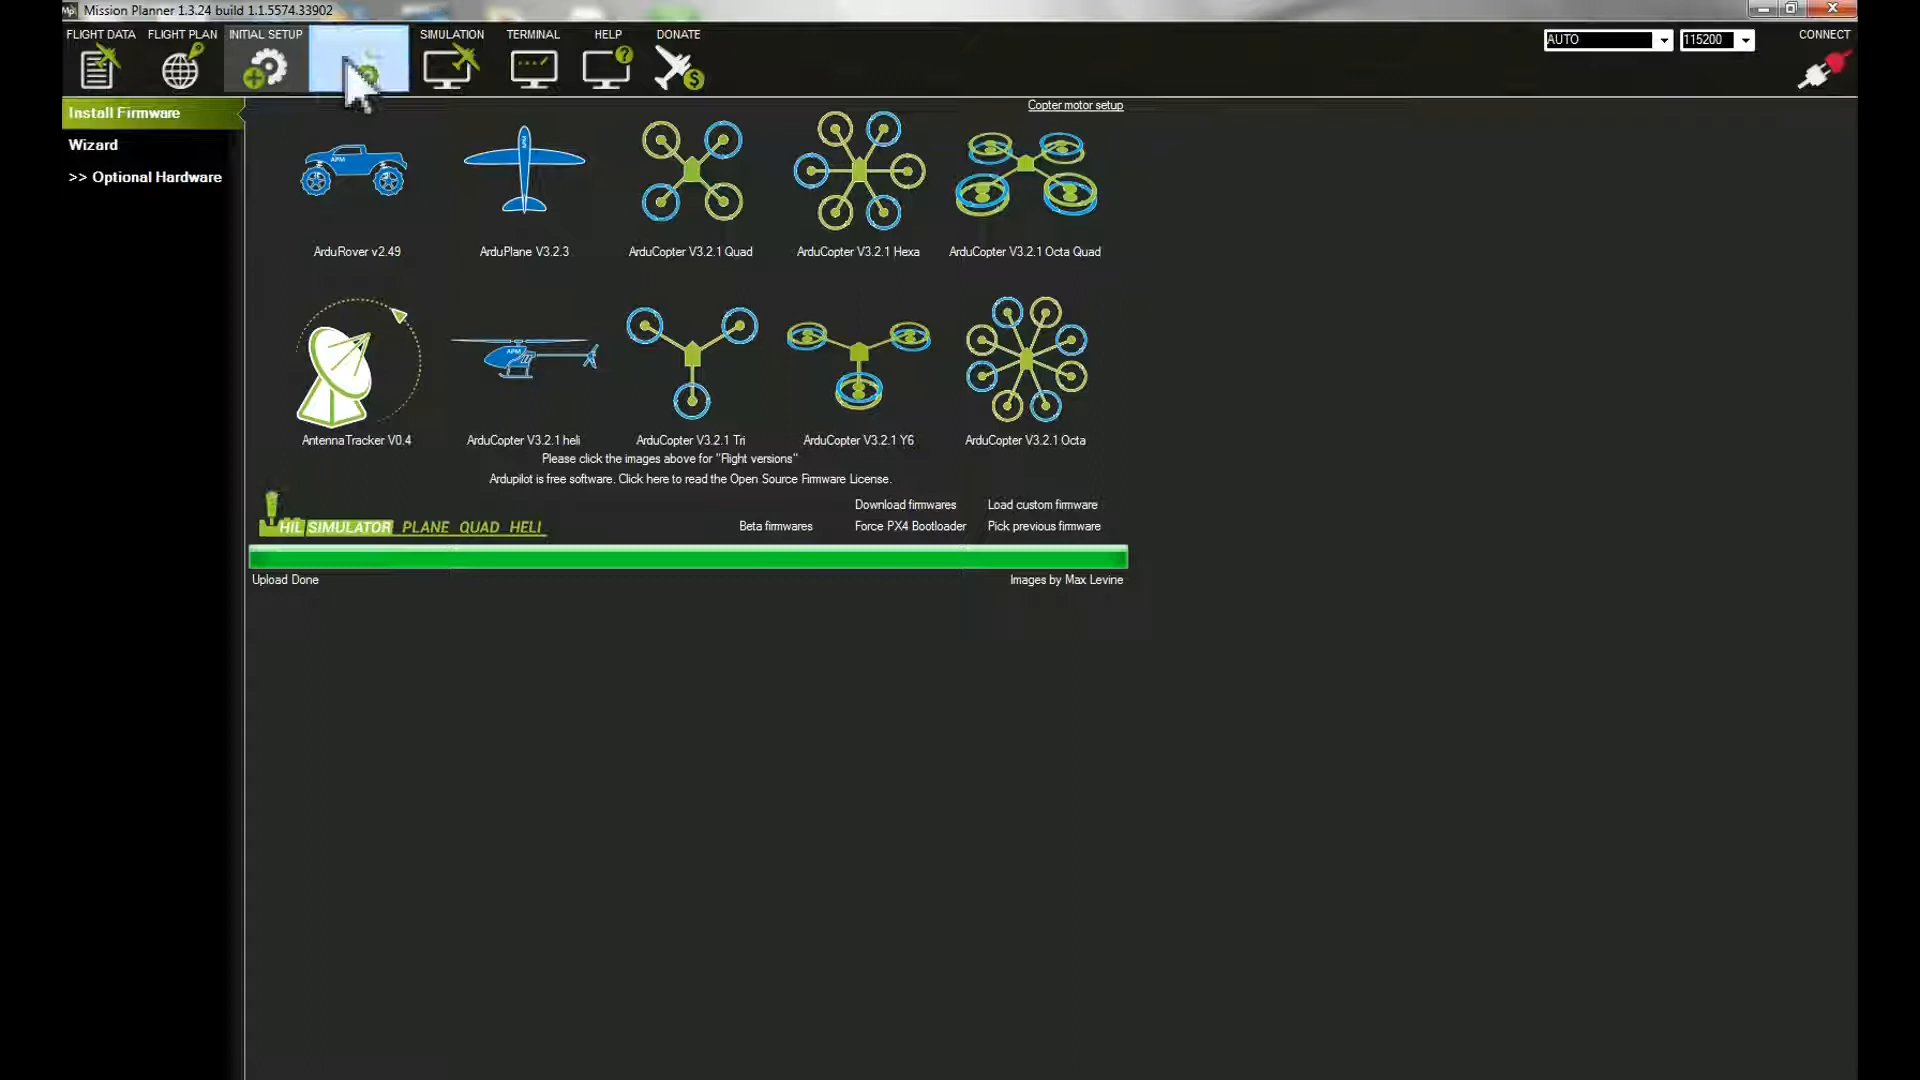 Mission Planner 1.3.24 build 1.1.5574.33902
FLIGHT DATA FLIGHT PLAN INITIAL SETUP SIMULATION TERMINAL HELP DONATE
AUTO 115200 CONNECT
Install Firmware
Wizard
>> Optional Hardware
Copter motor setup
APM
APM
ArduRover v2.49 ArduPlane V3.2.3 ArduCopter V3.2.1 Quad ArduCopter V3.2.1 Hexa ArduCopter V3.2.1 Octa Quad
APM
AntennaTracker V0.4 ArduCopter V3.2.1 heli ArduCopter V3.2.1 Tri ArduCopter V3.2.1 Y6 ArduCopter V3.2.1 Octa
Please click the images above for "Flight versions"
Ardupilot is free software. Click here to read the Open Source Firmware License.
Download firmwares Load custom firmware
HIL SIMULATOR PLANE QUAD HELI Beta firmwares Force PX4 Bootloader Pick previous firmware
Upload Done Images by Max Levine